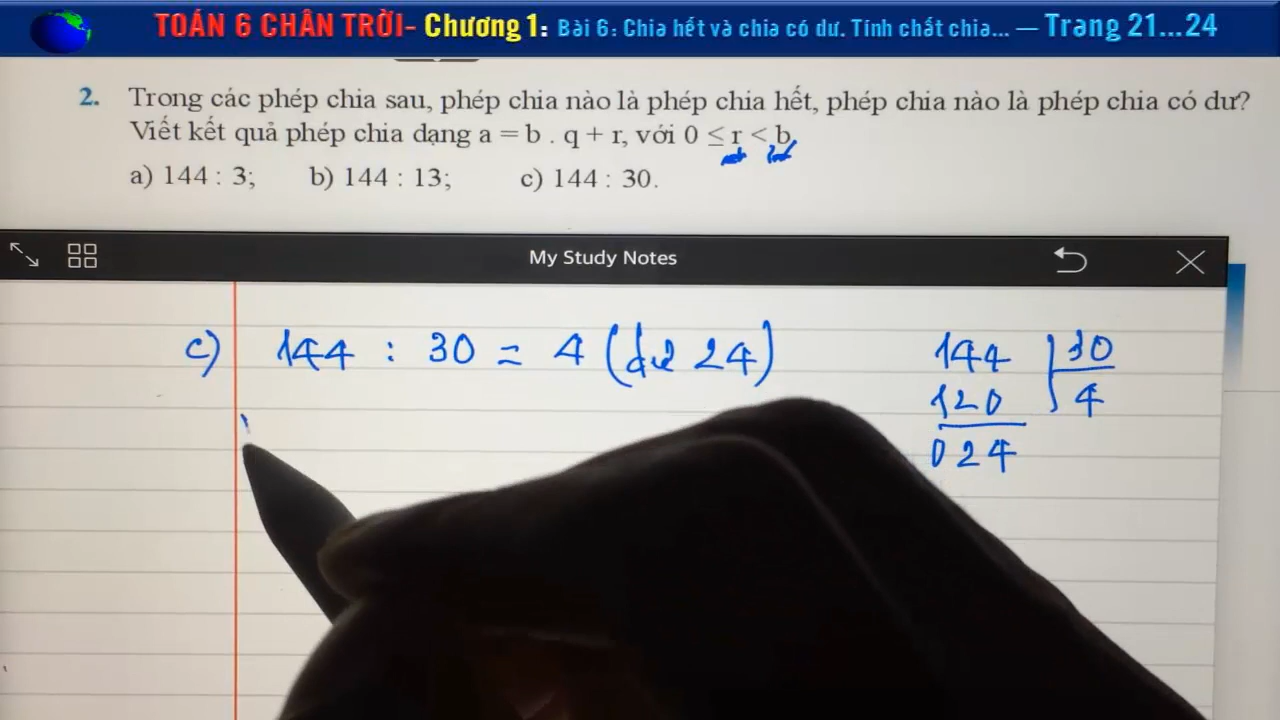 TOÁN 6 CHÂN TRỜI- Chương 1: Bài 6: Chia hết và chia có dư. Tính chất chia... — Trang 21...24
2. Trong các phép chia sau, phép chia nào là phép chia hết, phép chia nào là phép chia có dư?
Viết kết quả phép chia dạng a = b . q + r, với 0 ≤ r < b.
a) 144 : 3; b) 144 : 13; c) 144 : 30.
My Study Notes
c) 144 : 30 = 4 (dư 24)
144 30
120 4
024